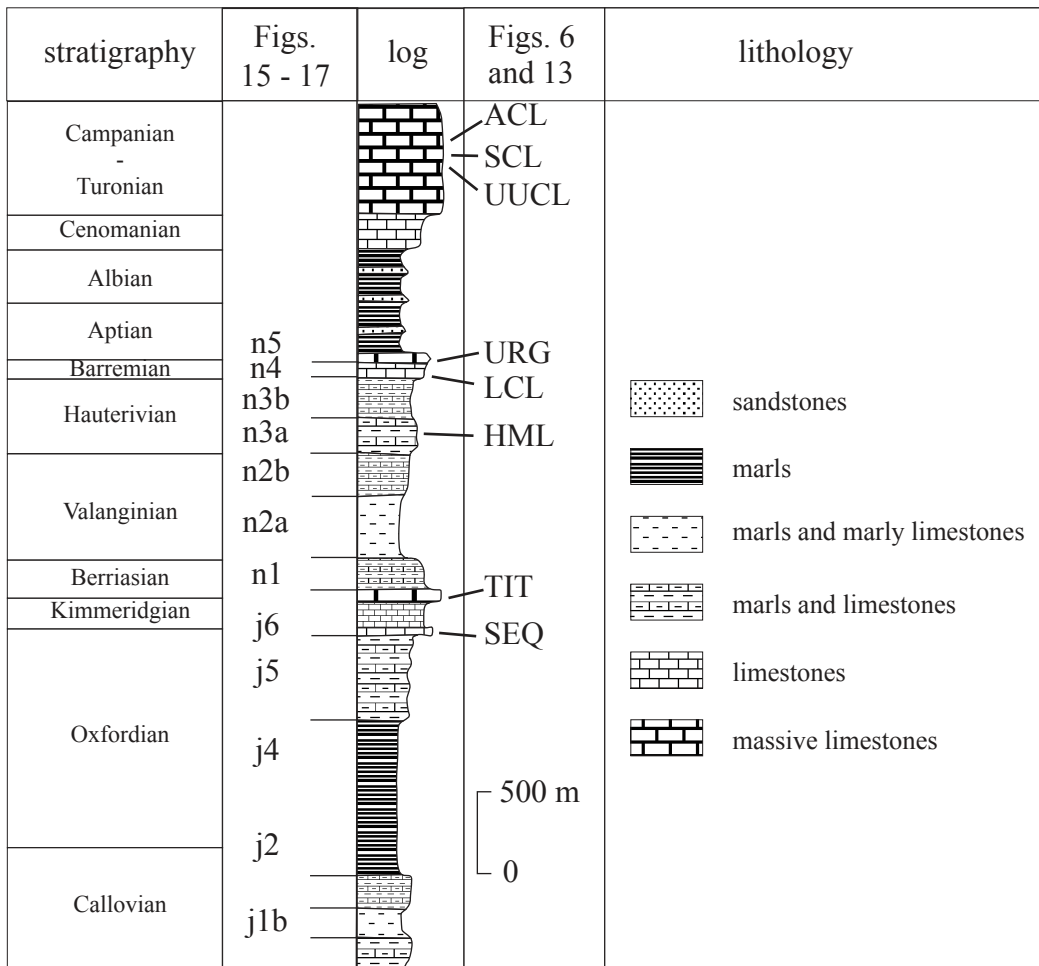 stratigraphy
Figs.
15 - 17
log
Figs. 6
and 13
lithology
Campanian
-
Turonian
Cenomanian
Albian
Aptian
Barremian
Hauterivian
Valanginian
Berriasian
Kimmeridgian
Oxfordian
Callovian
n5
n4
n3b
n3a
n2b
n2a
n1
j6
j5
j4
j2
j1b
ACL
SCL
UUCL
URG
LCL
HML
TIT
SEQ
500 m
0
sandstones
marls
marls and marly limestones
marls and limestones
limestones
massive limestones